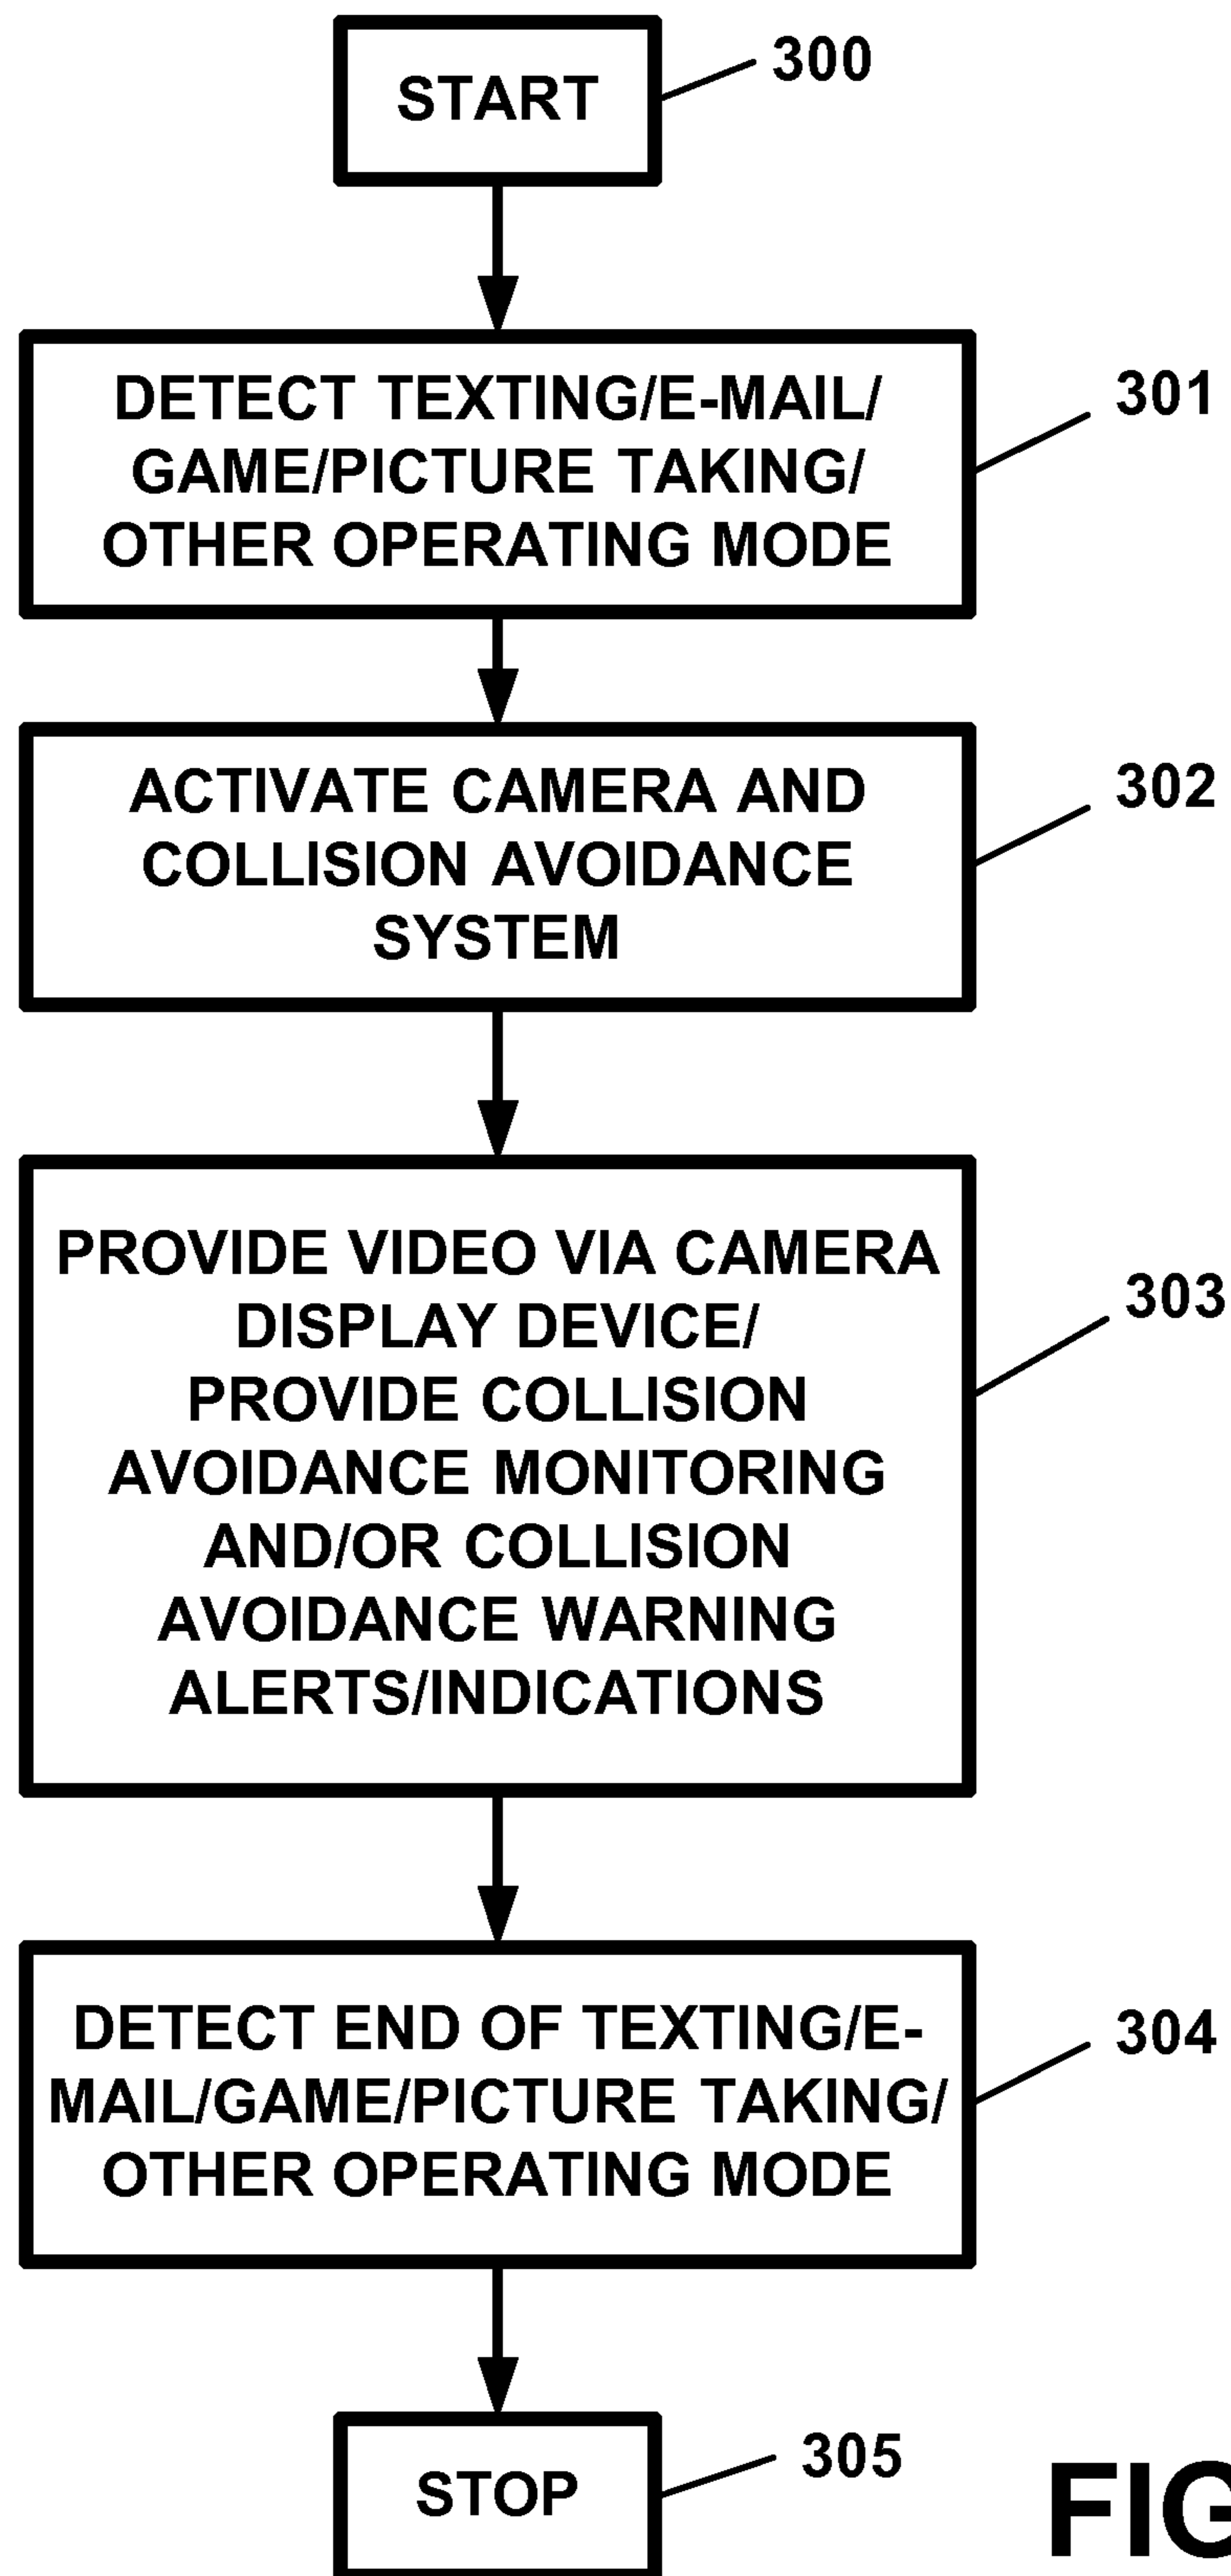 START
300
DETECT TEXTING/E-MAIL/
GAME/PICTURE TAKING/
OTHER OPERATING MODE
301
ACTIVATE CAMERA AND
COLLISION AVOIDANCE
SYSTEM
302
PROVIDE VIDEO VIA CAMERA
DISPLAY DEVICE/
PROVIDE COLLISION
AVOIDANCE MONITORING
AND/OR COLLISION
AVOIDANCE WARNING
ALERTS/INDICATIONS
303
DETECT END OF TEXTING/E-
MAIL/GAME/PICTURE TAKING/
OTHER OPERATING MODE
304
STOP
305
FIG